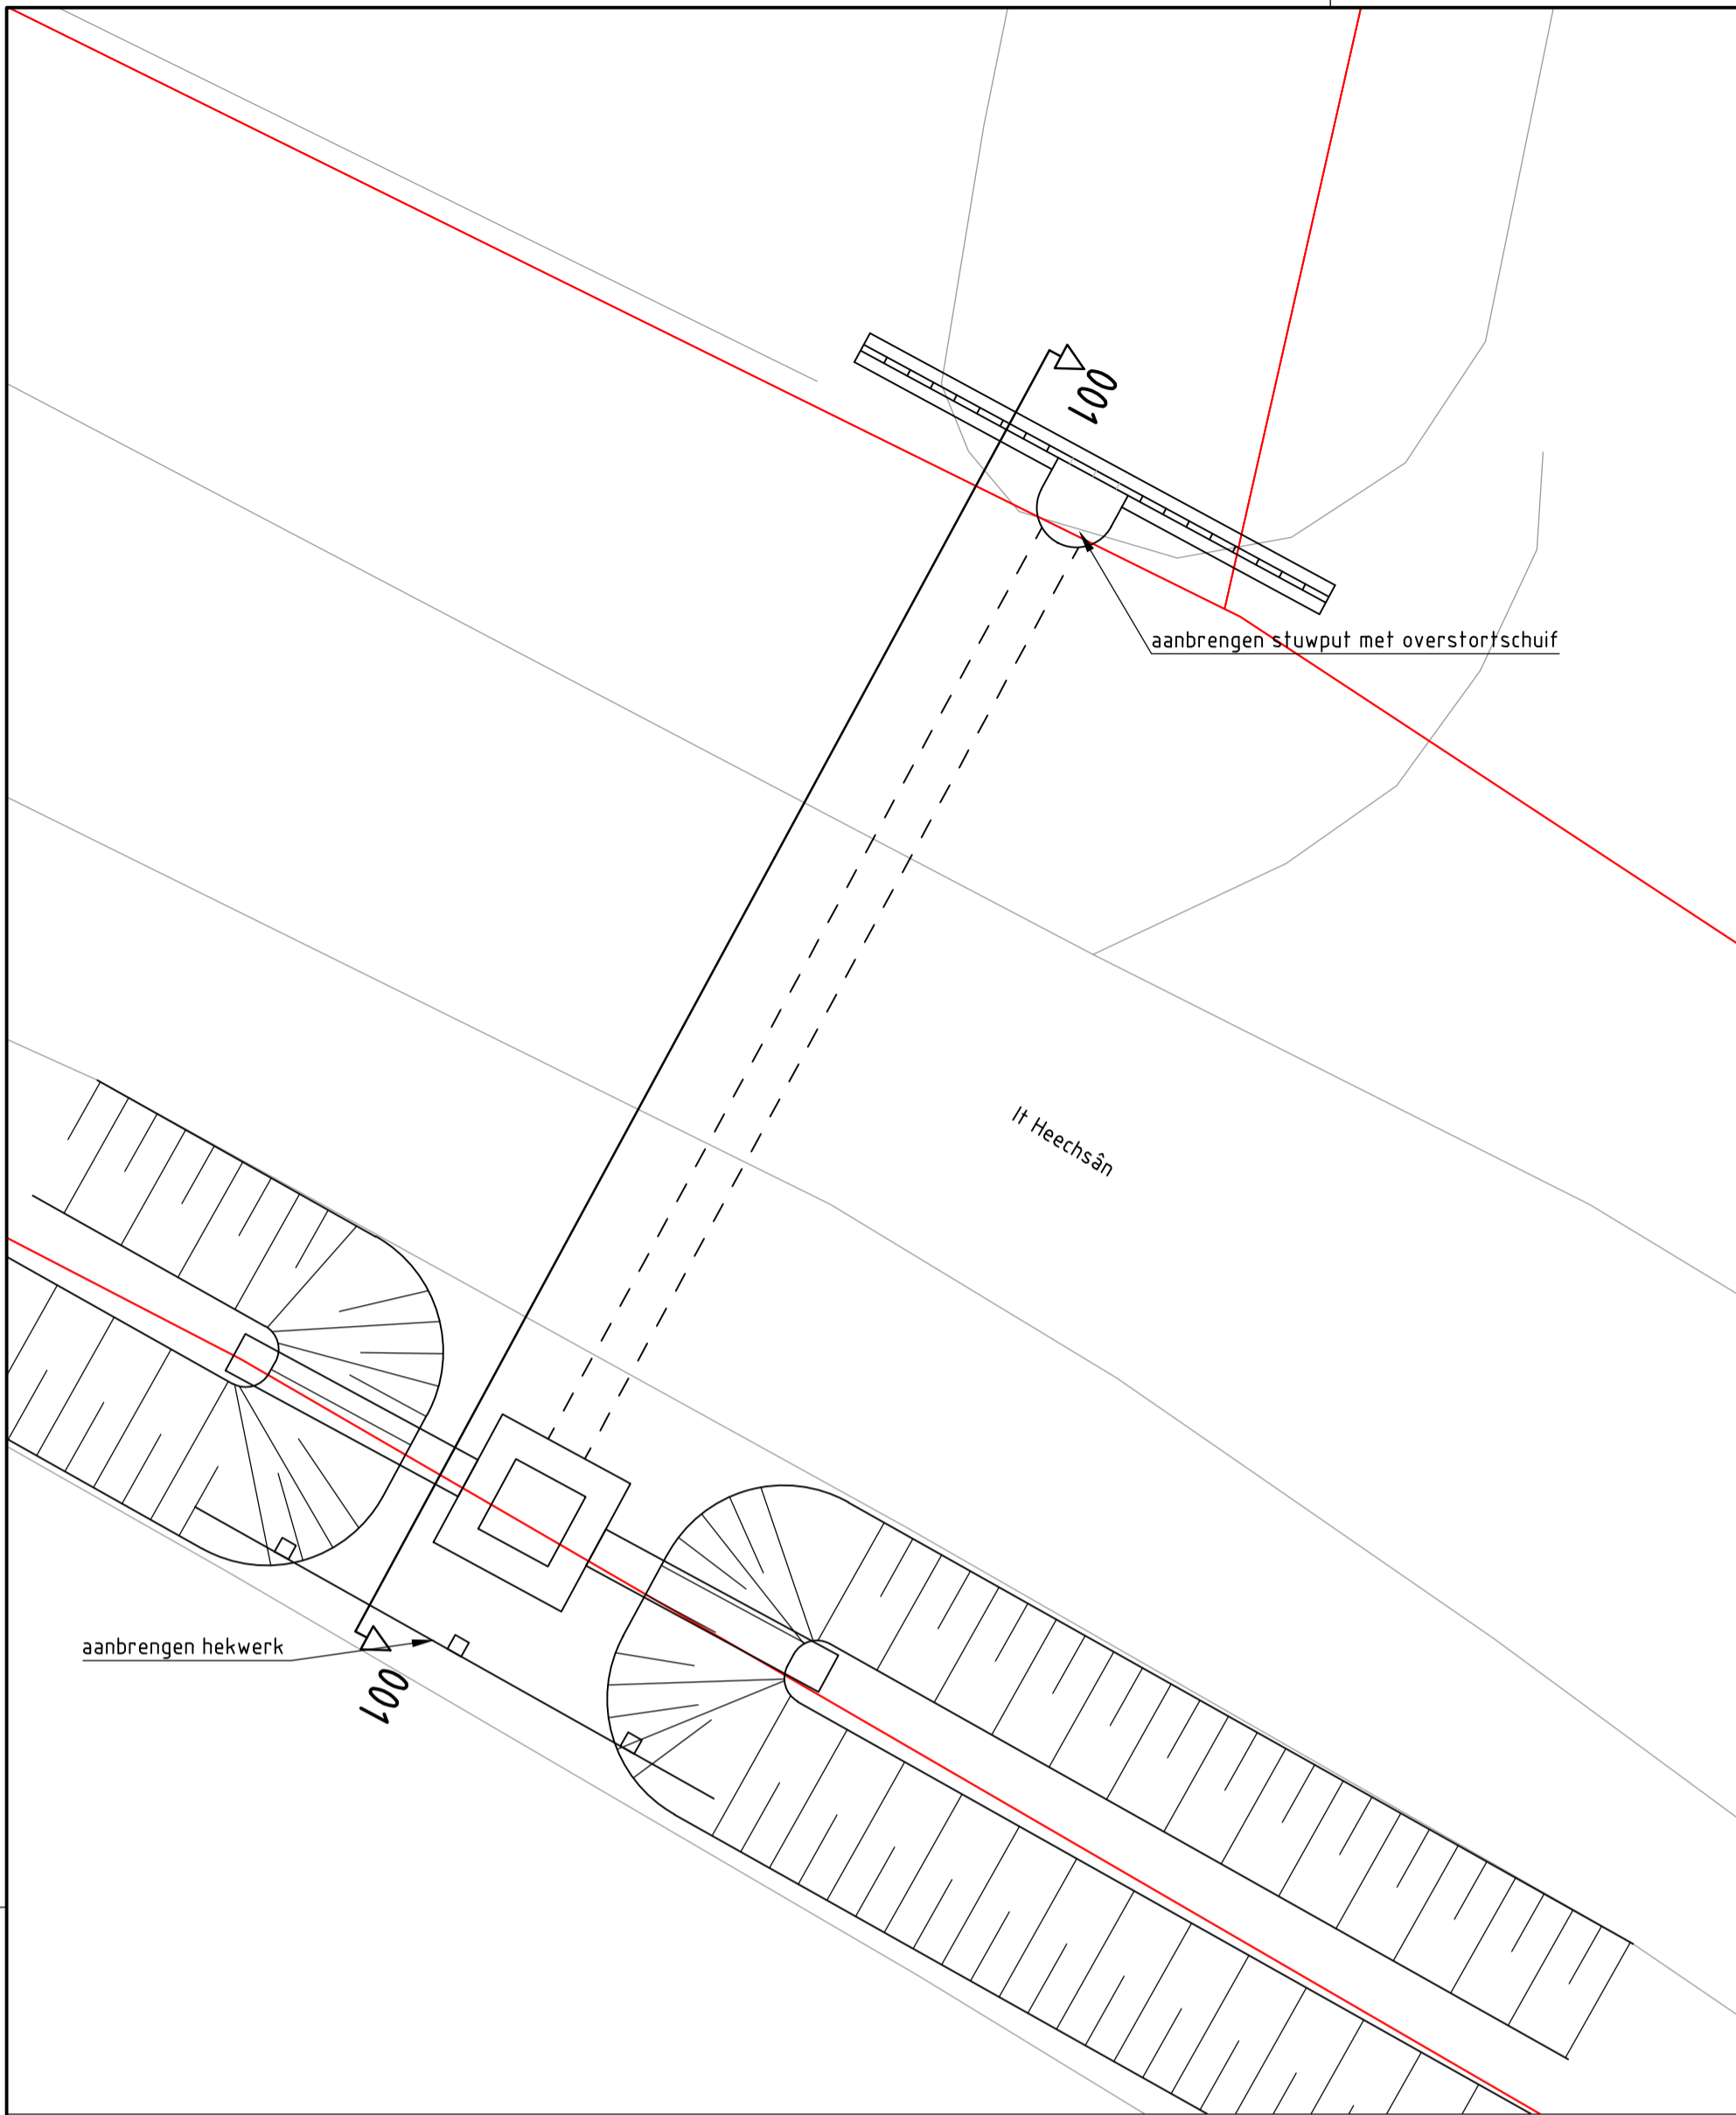 001
aanbrengen stuwput met overstortschuif
It Heechsân
aanbrengen hekwerk
001